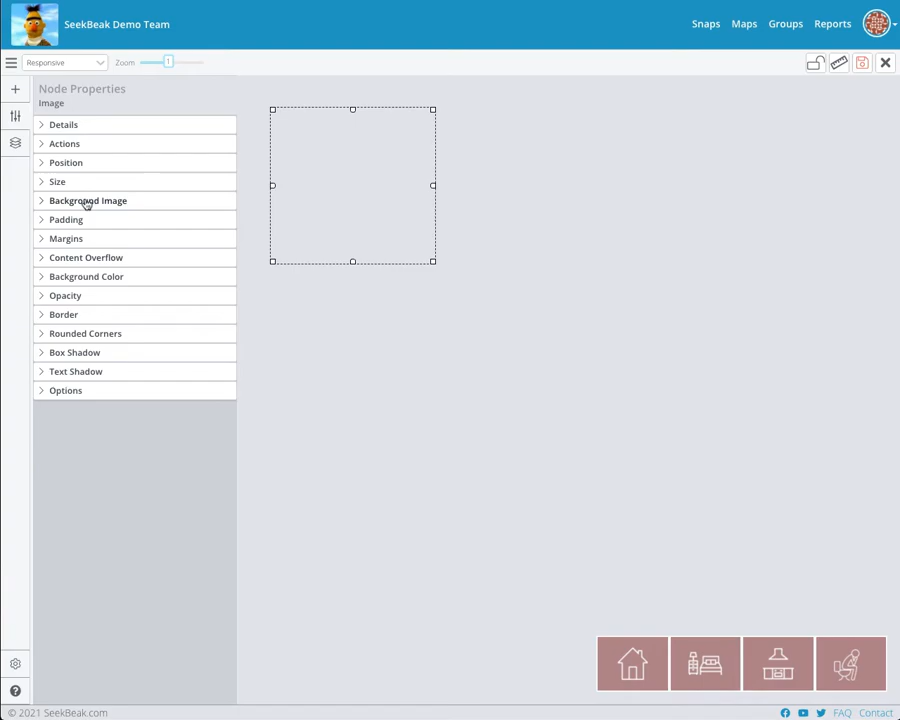 SeekBeak Demo Team
Snaps Maps Groups Reports
Responsive Zoom 1
Node Properties
Image
Details
Actions
Position
Size
Background Image
Padding
Margins
Content Overflow
Background Color
Opacity
Border
Rounded Corners
Box Shadow
Text Shadow
Options
© 2021 SeekBeak.com FAQ Contact